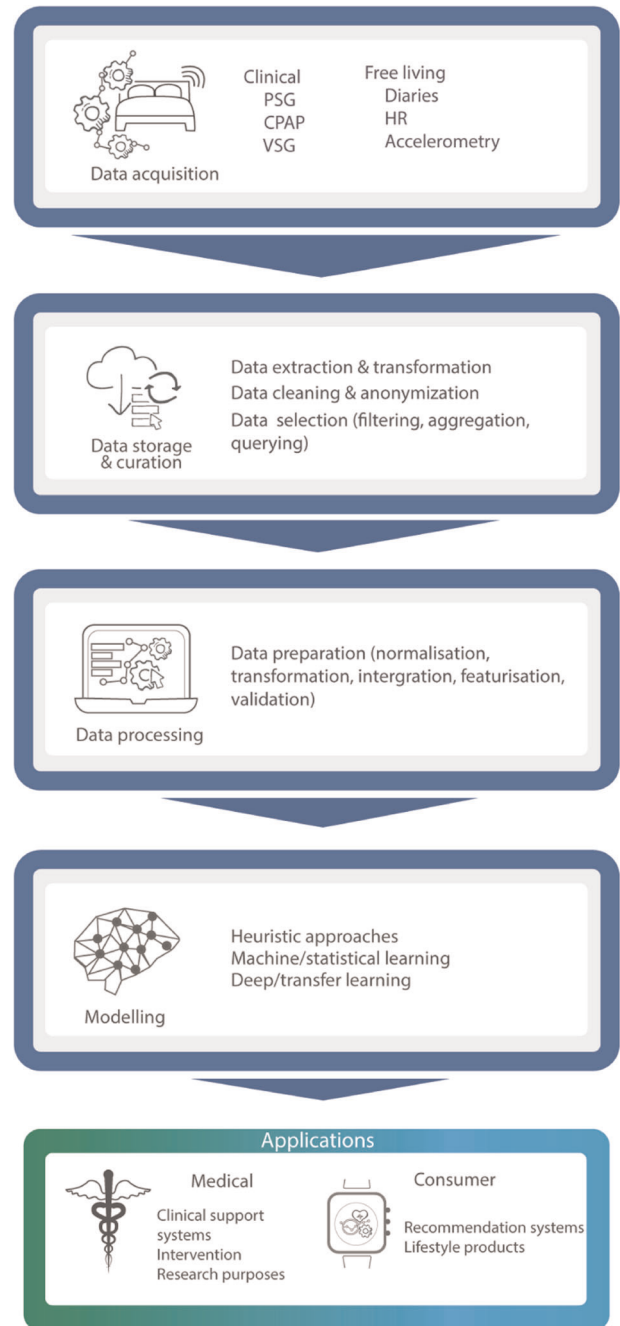 Clinical
PSG
CPAP
VSG
Free living
Diaries
HR
Accelerometry
Data acquisition
Data extraction & transformation
Data cleaning & anonymization
Data selection (filtering, aggregation,
querying)
Data storage
& curation
Data preparation (normalisation,
transformation, intergration, featurisation,
validation)
Data processing
Heuristic approaches
Machine/statistical learning
Deep/transfer learning
Modelling
Applications
Medical
Clinical support
systems
Intervention
Research purposes
Consumer
Recommendation systems
Lifestyle products